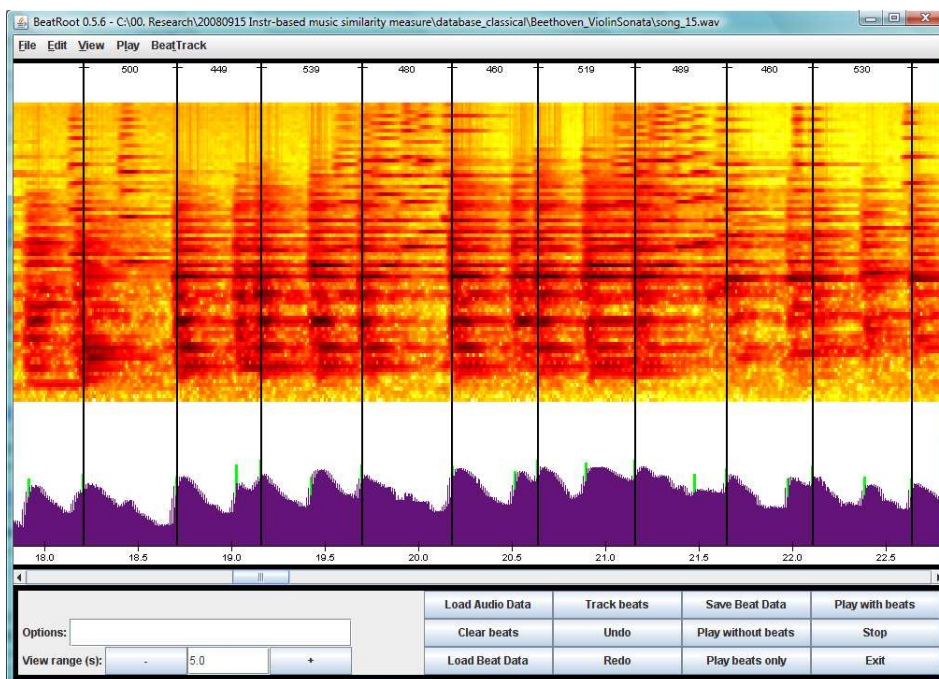 BeatRoot 0.5.6 - C:\00. Research\20080915 Instr-based music similarity measure\database_classical\Beethoven_ViolinSonata\song_15.wav
File Edit View Play BeatTrack
500 449 539 480 460 519 489 460 530
18.0 18.5 19.0 19.5 20.0 20.5 21.0 21.5 22.0 22.5
Load Audio Data Track beats Save Beat Data Play with beats
Options: Clear beats Undo Play without beats Stop
View range (s): - 5.0 + Load Beat Data Redo Play beats only Exit